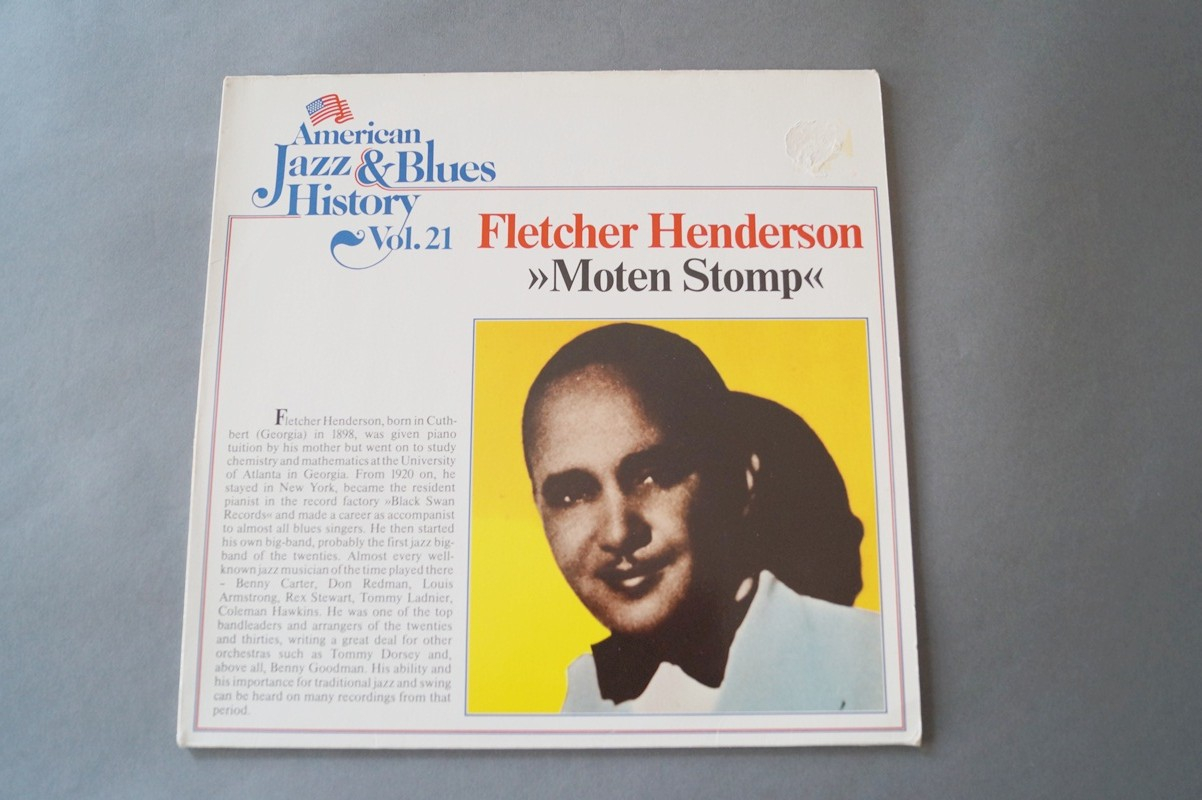 American
Jazz & Blues
History
Vol. 21
Fletcher Henderson
»Moten Stomp«
Fletcher Henderson, born in Cuth-
bert (Georgia) in 1898, was given piano
tuition by his mother but went on to study
chemistry and mathematics at the University
of Atlanta in Georgia. From 1920 on, he
stayed in New York, became the resident
pianist in the record factory »Black Swan
Records« and made a career as accompanist
to almost all blues singers. He then started
his own big-band, probably the first jazz big-
band of the twenties. Almost every well-
known jazz musician of the time played there
– Benny Carter, Don Redman, Louis
Armstrong, Rex Stewart, Tommy Ladnier,
Coleman Hawkins. He was one of the top
bandleaders and arrangers of the twenties
and thirties, writing a great deal for other
orchestras such as Tommy Dorsey and,
above all, Benny Goodman. His ability and
his importance for traditional jazz and swing
can be heard on many recordings from that
period.